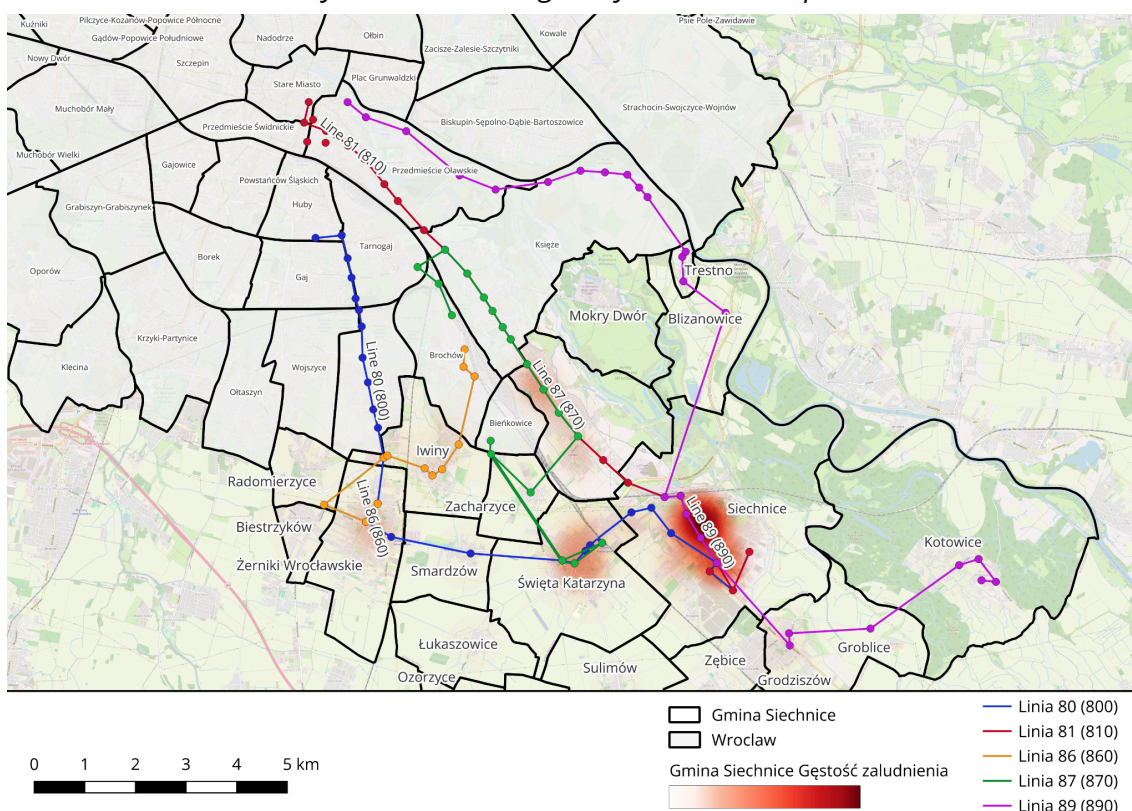 Kuźniki
Pilczyce-Kozanów-Popowice Północne
Gądów-Popowice Południowe
Nadodrze
Ołbin
Kowale
Psie Pole-Zawidawie
Zacisze-Zalesie-Szczytniki
Nowy Dwór
Szczepin
Plac Grunwaldzki
Stare Miasto
Muchobór Mały
Strachocin-Swojczyce-Wojnów
Przedmieście Świdnickie
Biskupin-Sępolno-Dąbie-Bartoszowice
Line 81 (810)
Muchobór Wielki
Gajowice
Przedmieście Oławskie
Powstańców Śląskich
Grabiszyn-Grabiszynek
Huby
Tarnogaj
Księże
Borek
Gaj
Oporów
Trestno
Mokry Dwór
Blizanowice
Krzyki-Partynice
Brochów
Klecina
Wojszyce
Line 80 (800)
Line 87 (870)
Ołtaszyn
Bieńkowice
Iwiny
Radomierzyce
Zacharzyce
Siechnice
Line 86 (860)
Line 89 (890)
Biestrzyków
Kotowice
Żerniki Wrocławskie
Smardzów
Święta Katarzyna
Łukaszowice
Groblice
Sulimów
Zębice
Ozorzyce
Grodziszów
Gmina Siechnice
Wroclaw
Gmina Siechnice Gęstość zaludnienia
Linia 80 (800)
Linia 81 (810)
Linia 86 (860)
Linia 87 (870)
Linia 89 (890)
0 1 2 3 4 5 km